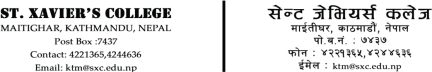 ST. XAVIER'S COLLEGE
MAITIGHAR, KATHMANDU, NEPAL
Post Box :7437
Contact: 4221365,4244636
Email: ktm@sxc.edu.np
सेन्ट जेभियर्स कलेज
माईतीघर, काठमाडौं, नेपाल
पो.ब.नं. : ७४३७
फोन : ४२२१३६५,४२४४६३६
ईमेल : ktm@sxc.edu.np